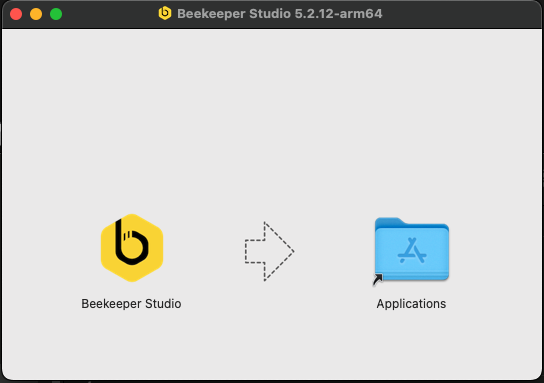 Beekeeper Studio 5.2.12-arm64
Beekeeper Studio
Applications